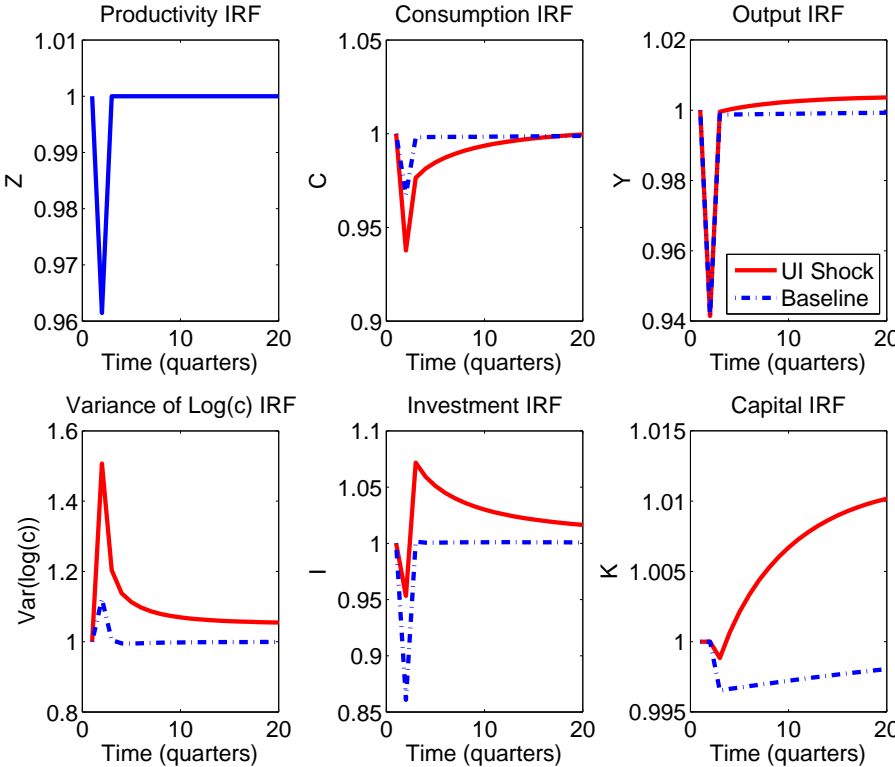 Productivity IRF
1.01
1
0.99
0.98
0.97
0.96
Z
0 10 20
Time (quarters)
Consumption IRF
1.05
1
0.95
0.9
C
0 10 20
Time (quarters)
Output IRF
1.02
1
0.98
0.96
0.94
Y
UI Shock
Baseline
0 10 20
Time (quarters)
Variance of Log(c) IRF
1.6
1.4
1.2
1
0.8
Var(log(c))
0 10 20
Time (quarters)
Investment IRF
1.1
1.05
1
0.95
0.9
0.85
I
0 10 20
Time (quarters)
Capital IRF
1.015
1.01
1.005
1
0.995
K
0 10 20
Time (quarters)